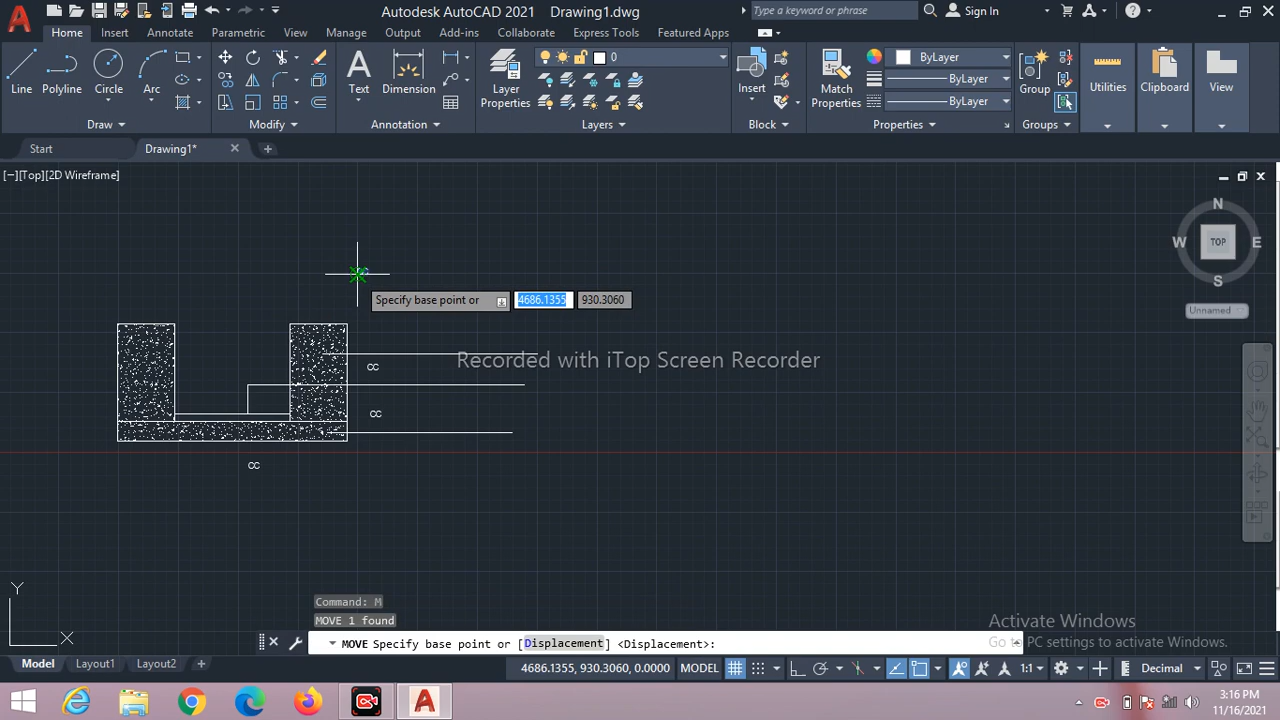 Autodesk AutoCAD 2021 Drawing1.dwg
Type a keyword or phrase
Sign In
Home Insert Annotate Parametric View Manage Output Add-ins Collaborate Express Tools Featured Apps
0
ByLayer
ByLayer
ByLayer
Line Polyline Circle Arc Text Dimension Layer Properties Insert Match Properties Group Utilities Clipboard View
Draw Modify Annotation Layers Block Properties Groups
Start Drawing1*
[−][Top][2D Wireframe]
N
W TOP E
S
Unnamed
Specify base point or 4686.1355 930.3060
Recorded with iTop Screen Recorder
Y
X
Command: M
MOVE 1 found
MOVE Specify base point or [Displacement] <Displacement>:
Activate Windows
Go to PC settings to activate Windows.
Model Layout1 Layout2
4686.1355, 930.3060, 0.0000 MODEL 1:1 Decimal
3:16 PM
11/16/2021